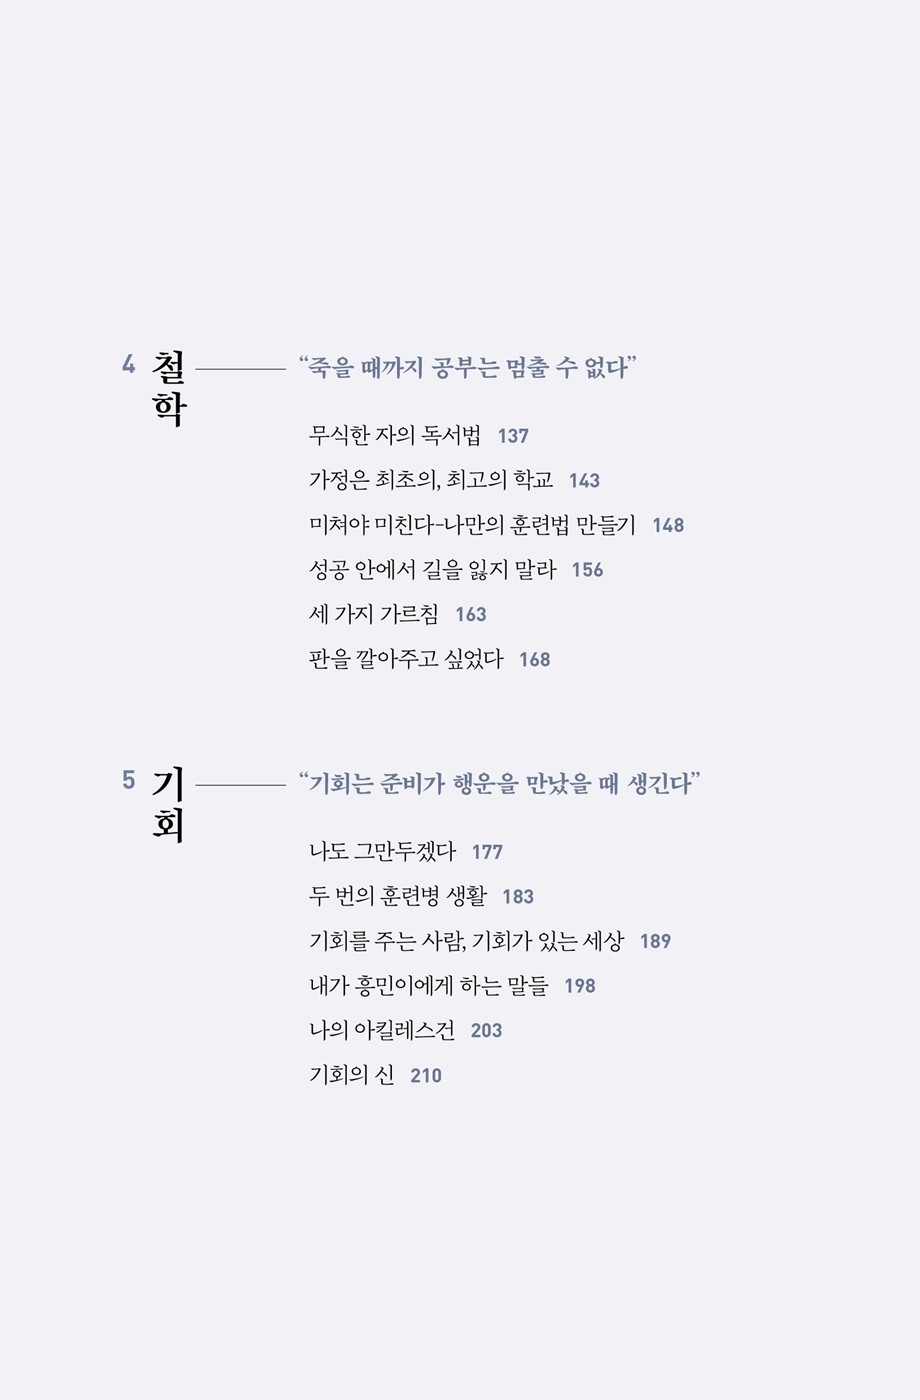 4 철학 “죽을 때까지 공부는 멈출 수 없다”
무식한 자의 독서법 137
가정은 최초의, 최고의 학교 143
미쳐야 미친다-나만의 훈련법 만들기 148
성공 안에서 길을 잃지 말라 156
세 가지 가르침 163
판을 깔아주고 싶었다 168
5 기회 “기회는 준비가 행운을 만났을 때 생긴다”
나도 그만두겠다 177
두 번의 훈련병 생활 183
기회를 주는 사람, 기회가 있는 세상 189
내가 흥민이에게 하는 말들 198
나의 아킬레스건 203
기회의 신 210